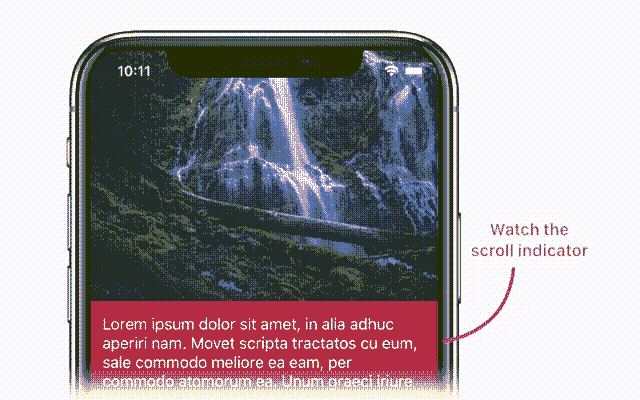 10:11
Watch the
scroll indicator
Lorem ipsum dolor sit amet, in alia adhuc
aperiri nam. Movet scripta tractatos cu eum,
sale commodo meliore ea eam, per
commodo atomorum ea. Unum graeci iriure